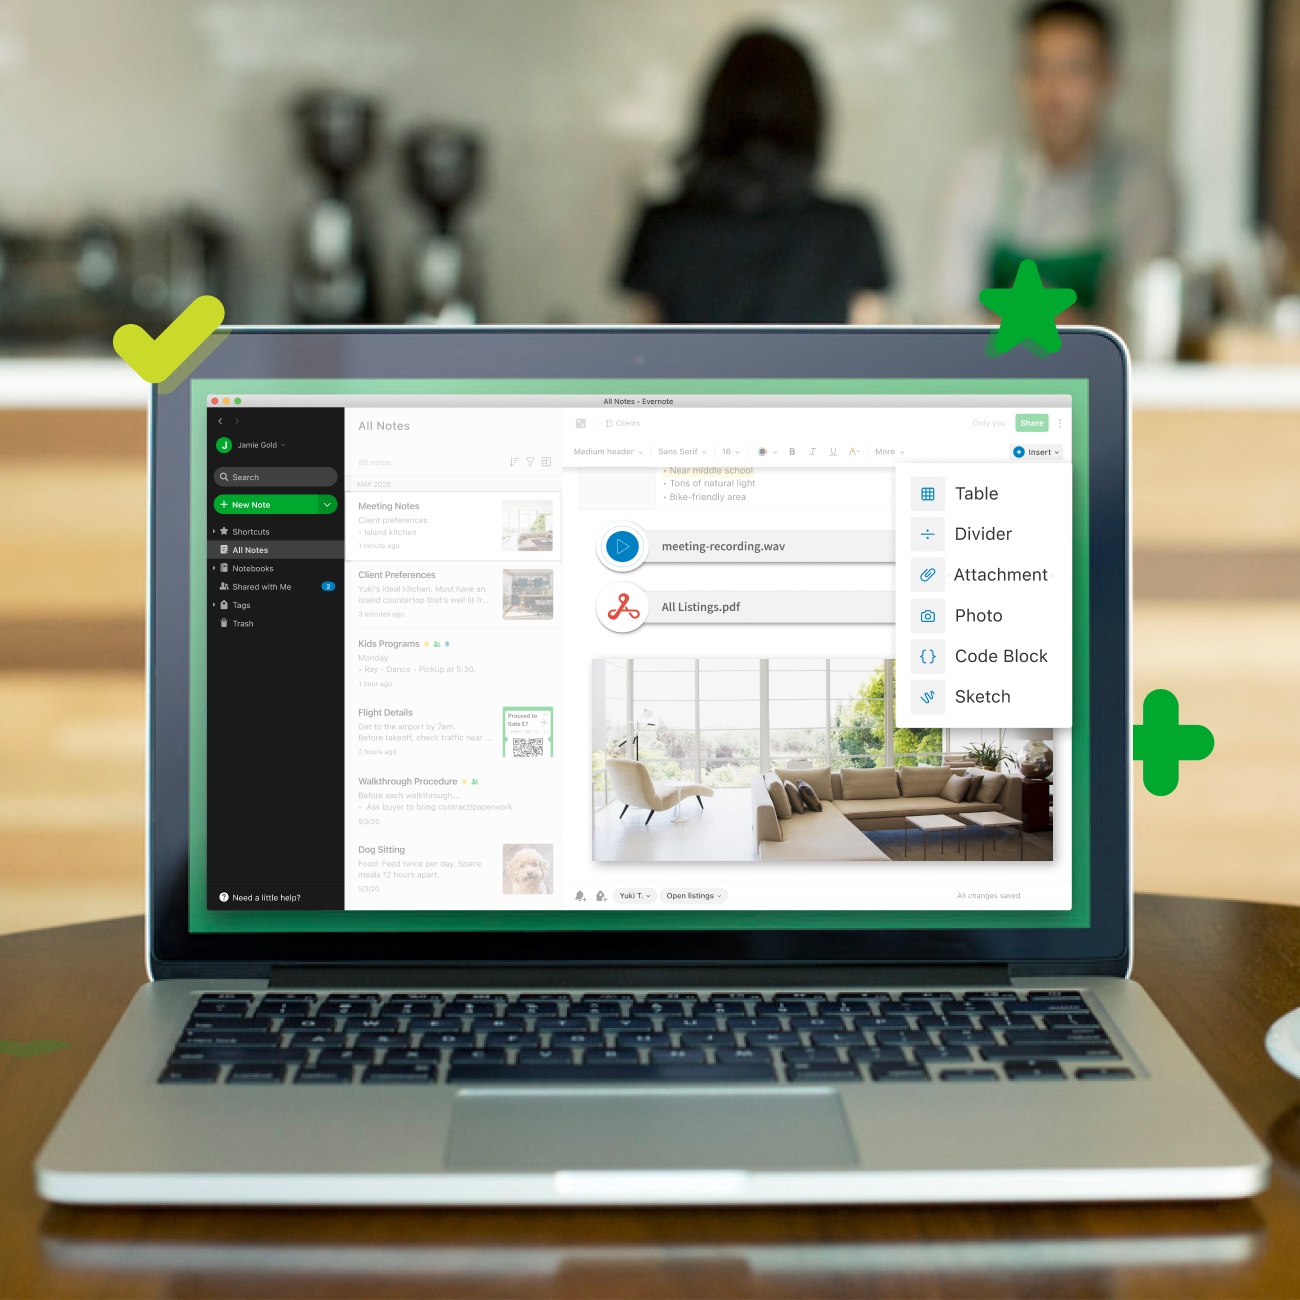 All Notes - Evernote
J
Jamie Gold
Search
New Note
Shortcuts
All Notes
Notebooks
Shared with Me
2
Tags
Trash
Need a little help?
All Notes
86 notes
MAY 2020
Meeting Notes
Client preferences
• Island kitchen
1 minute ago
Client Preferences
Yuki's ideal kitchen. Must have an
island countertop that's well lit fr...
3 minutes ago
Kids Programs
Monday
• Ray - Dance - Pickup at 5:30.
1 hour ago
Flight Details
Get to the airport by 7am.
Before takeoff, check traffic near ...
2 hours ago
Proceed to
Gate E7
Walkthrough Procedure
Before each walkthrough...
• Ask buyer to bring contract/paperwork
5/3/20
Dog Sitting
Food: Feed twice per day. Space
meals 12 hours apart.
5/2/20
Clients
Only you
Share
Medium header
Sans Serif
16
B
I
U
A
More
Insert
• Near middle school
• Tons of natural light
• Bike-friendly area
meeting-recording.wav
All Listings.pdf
Table
Divider
Attachment
Photo
Code Block
Sketch
Yuki T.
Open listings
All changes saved